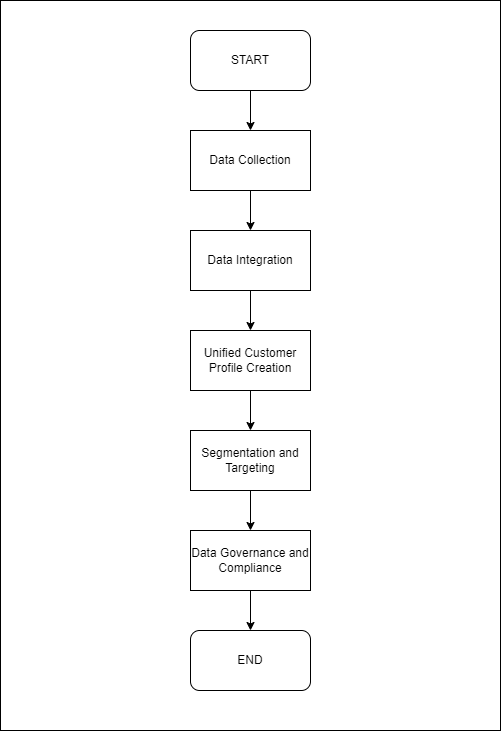 START
Data Collection
Data Integration
Unified Customer
Profile Creation
Segmentation and
Targeting
Data Governance and
Compliance
END